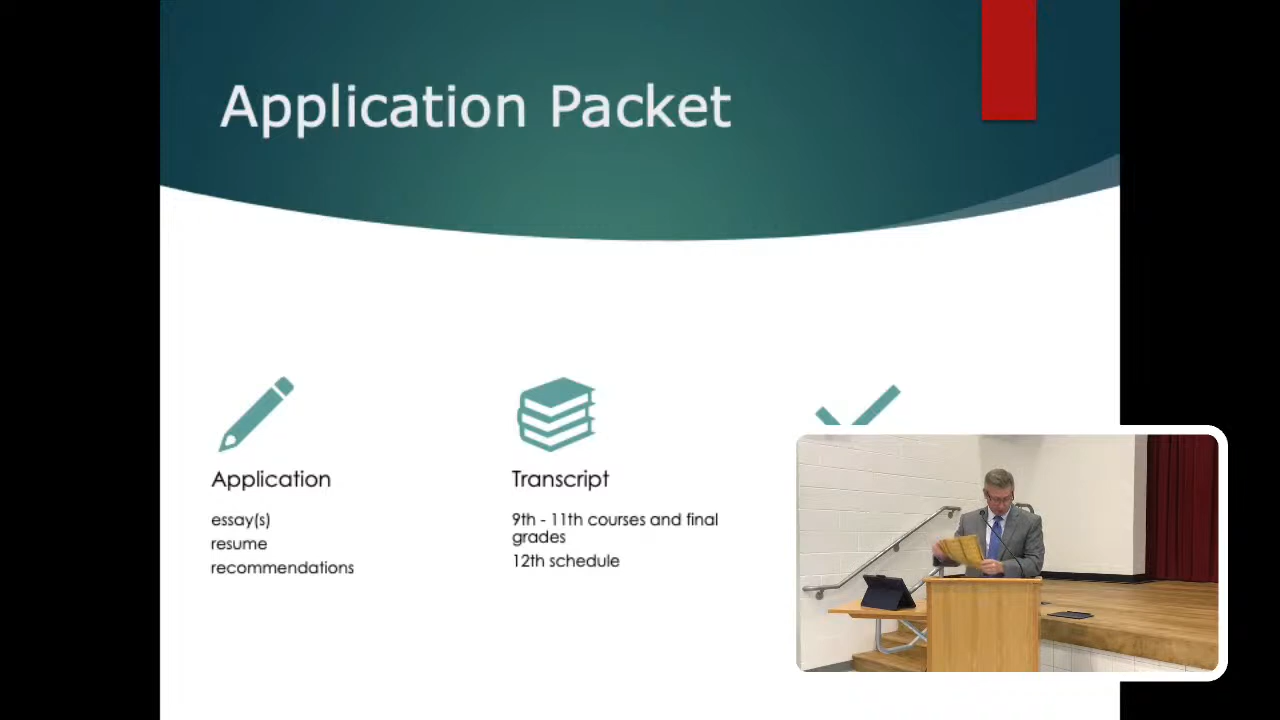 Application Packet
Application
essay(s)
resume
recommendations
Transcript
9th - 11th courses and final
grades
12th schedule